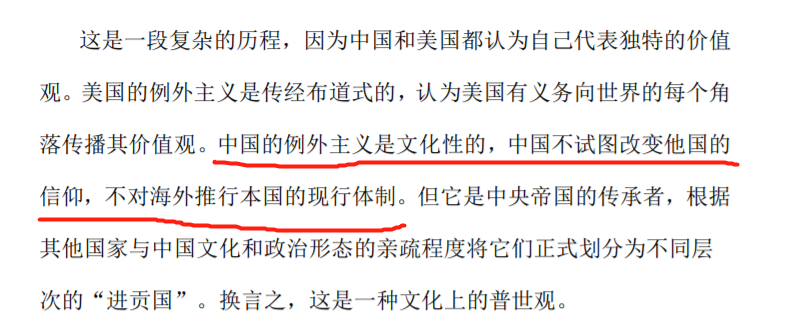 这是一段复杂的历程，因为中国和美国都认为自己代表独特的价值
观。美国的例外主义是传经布道式的，认为美国有义务向世界的每个角
落传播其价值观。中国的例外主义是文化性的，中国不试图改变他国的
信仰，不对海外推行本国的现行体制。但它是中央帝国的传承者，根据
其他国家与中国文化和政治形态的亲疏程度将它们正式划分为不同层
次的“进贡国”。换言之，这是一种文化上的普世观。